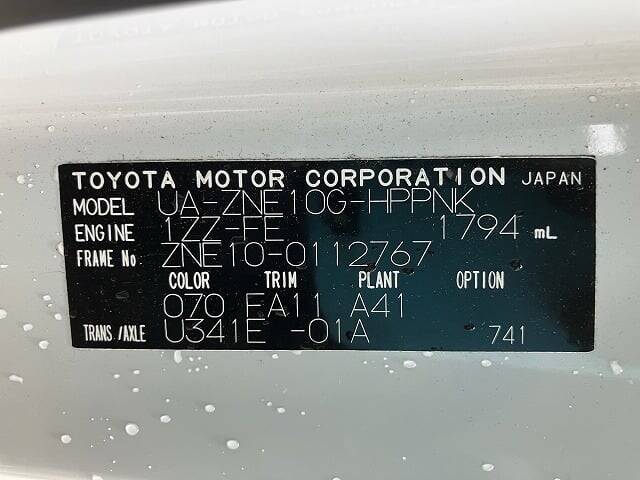 TOYOTA MOTOR CORPORATION JAPAN
MODEL UA-ZNE10G-HPPNK
ENGINE 1ZZ-FE 1794 mL
FRAME No ZNE10-0112767
COLOR TRIM PLANT OPTION
070 FA11 A41
TRANS./AXLE U341E -01A 741